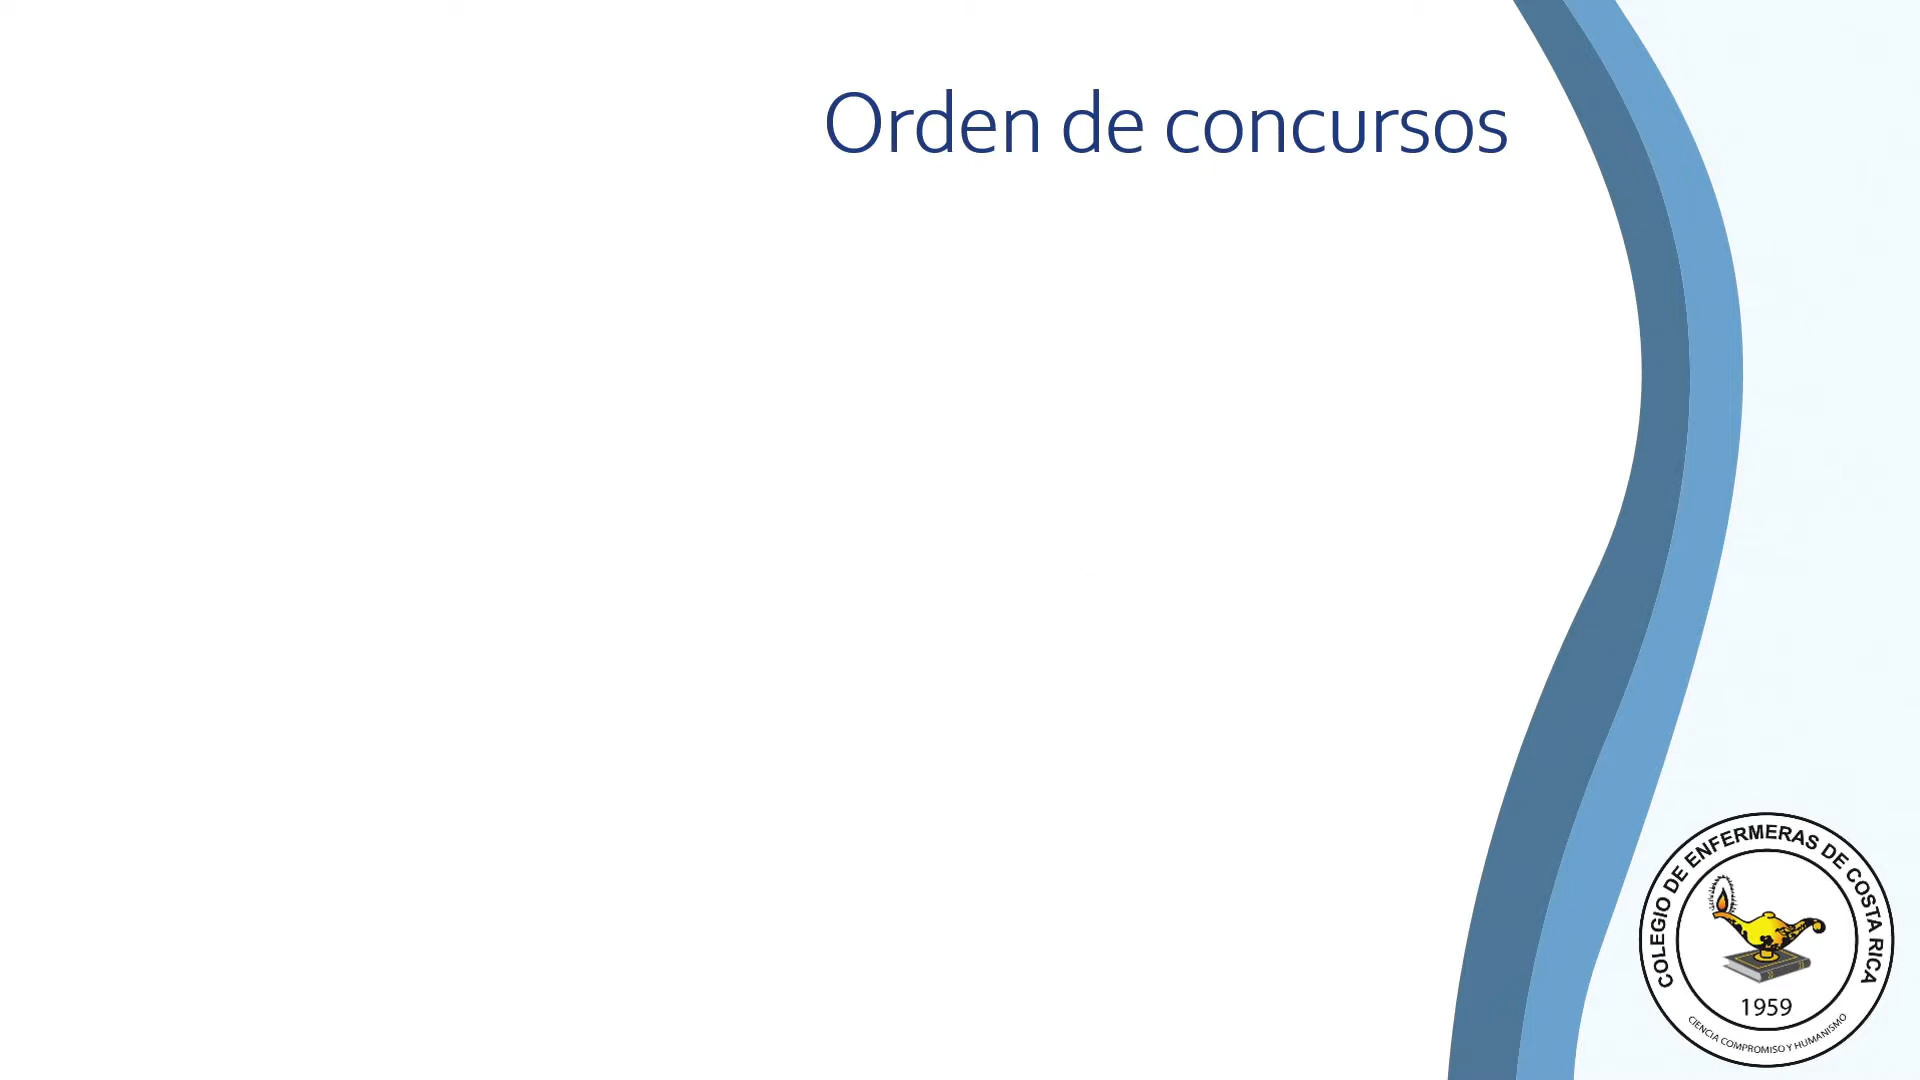 Orden de concursos
COLEGIO DE ENFERMERAS DE COSTA RICA
1959
CIENCIA COMPROMISO Y HUMANISMO